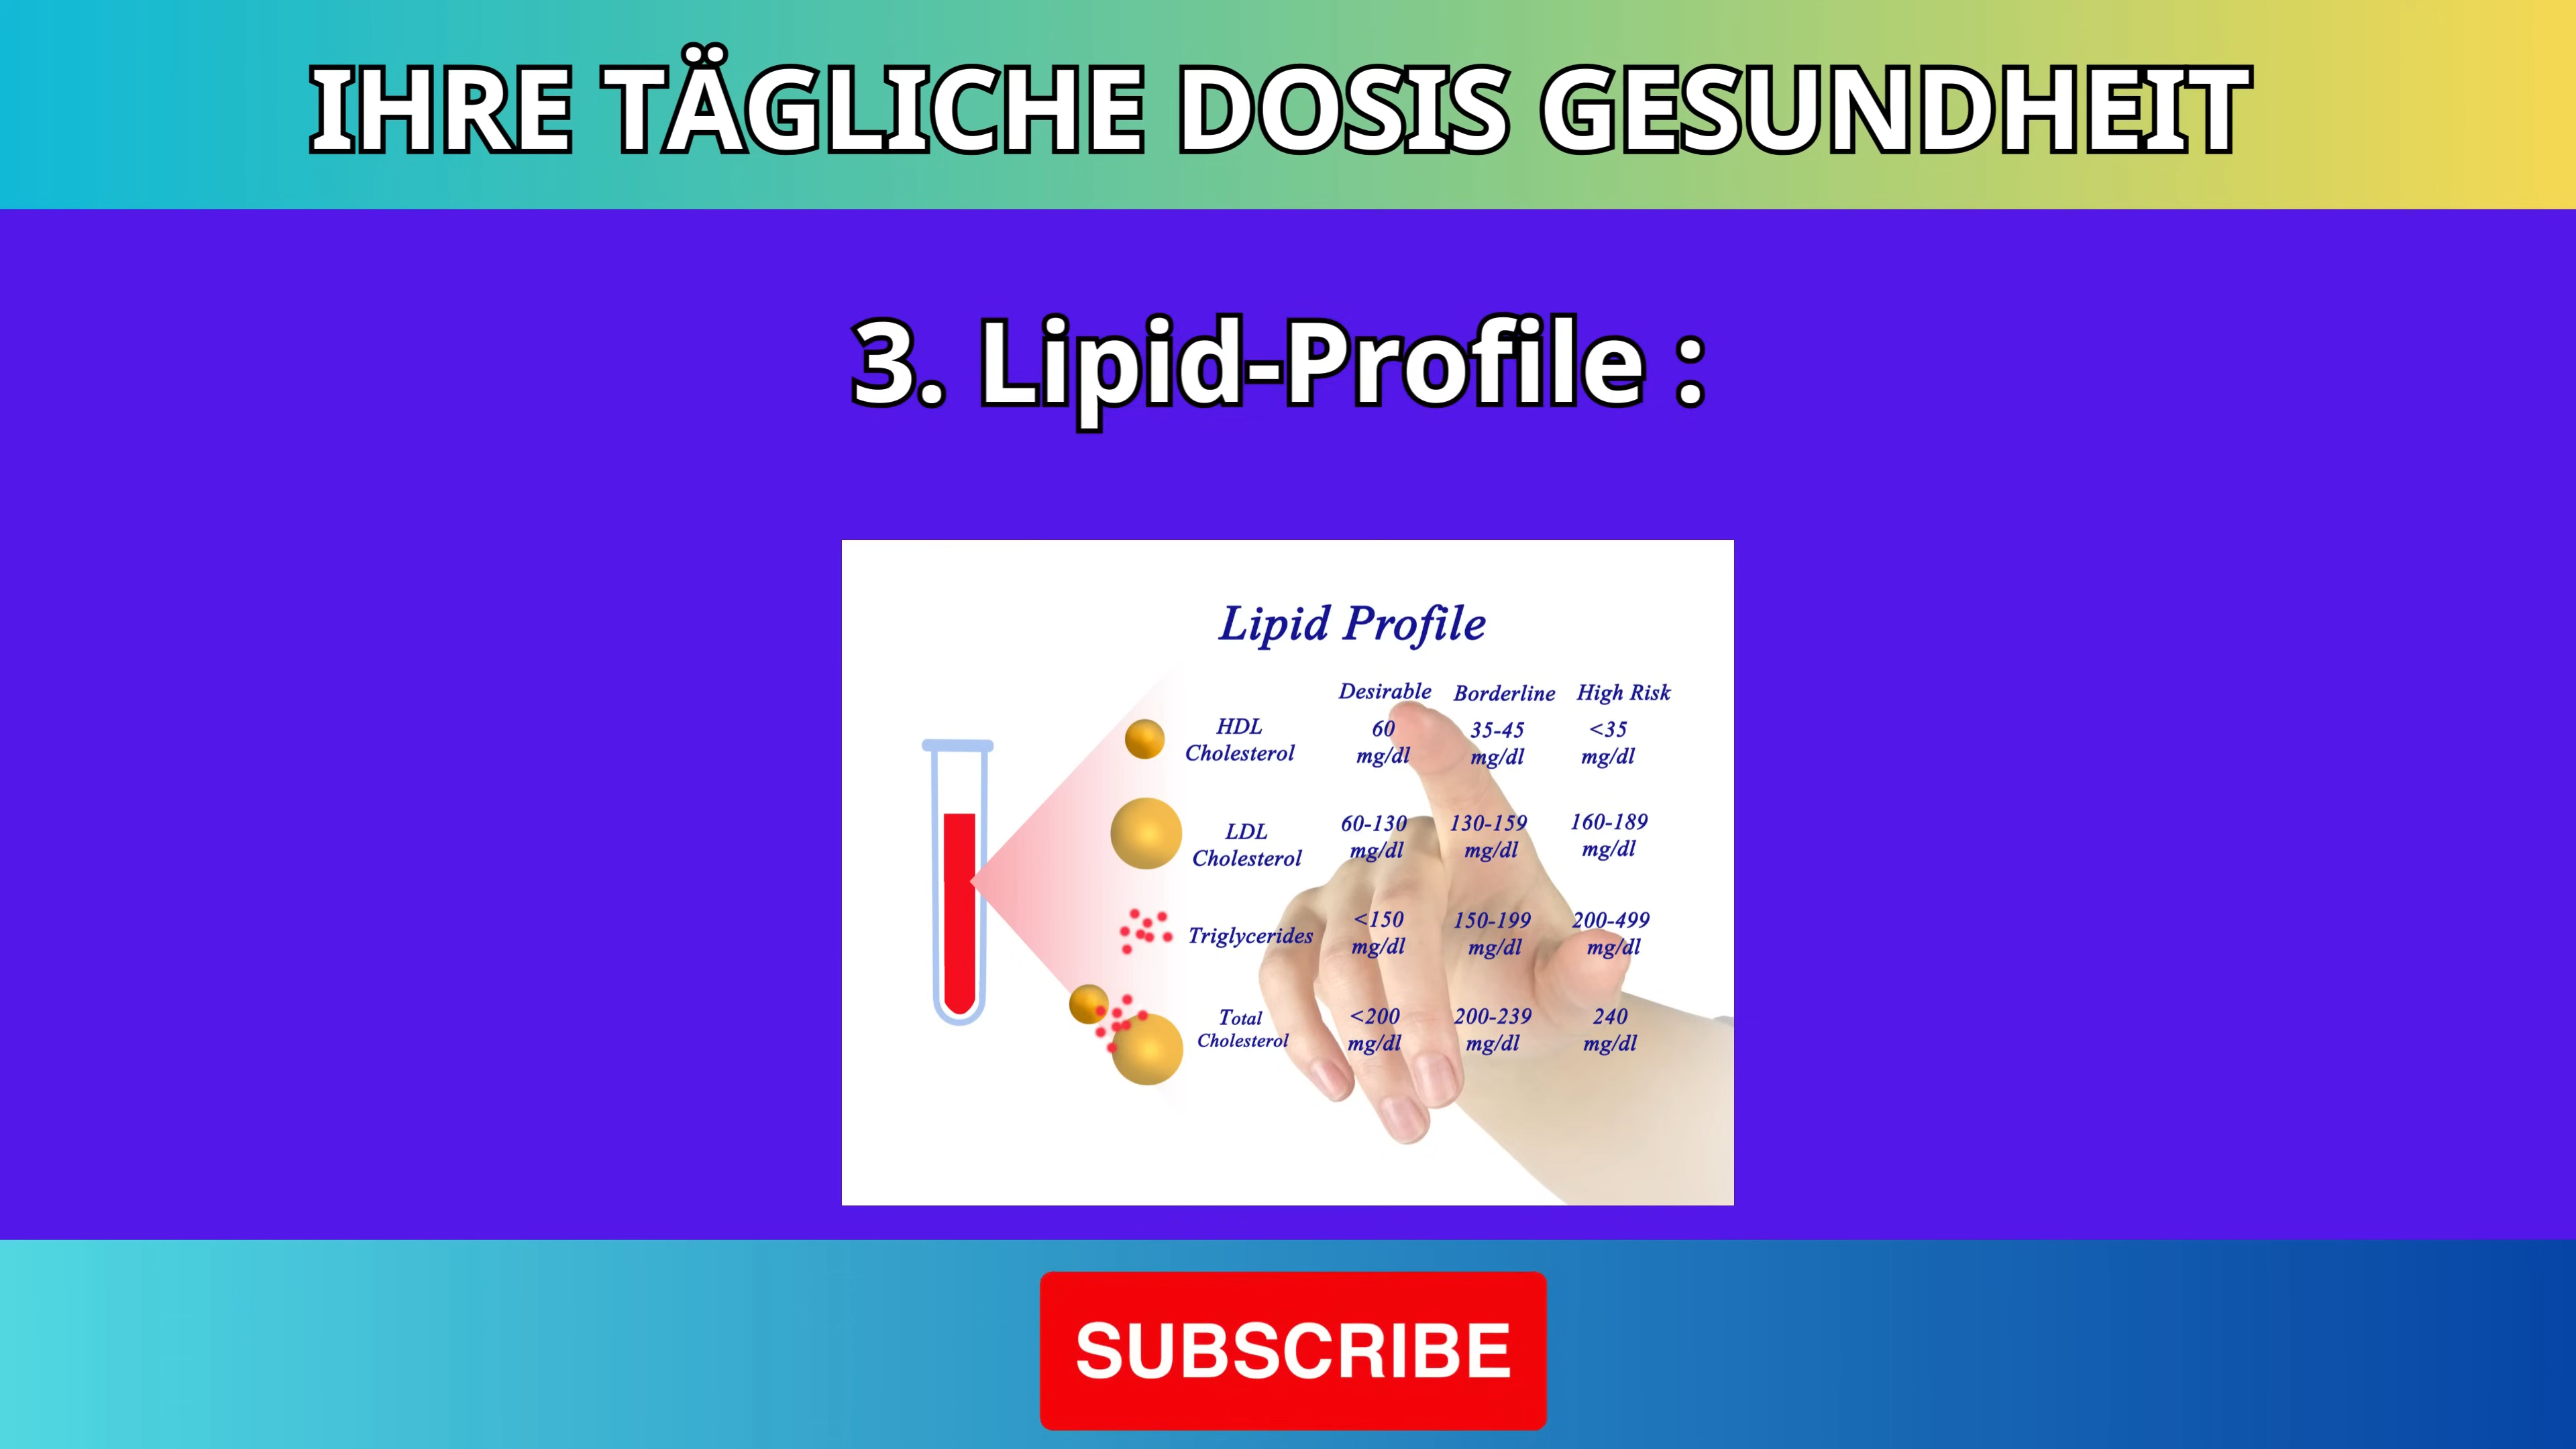 IHRE TÄGLICHE DOSIS GESUNDHEIT
3. Lipid-Profile :
Lipid Profile
Desirable Borderline High Risk
HDL
Cholesterol
60
mg/dl
35-45
mg/dl
<35
mg/dl
LDL
Cholesterol
60-130
mg/dl
130-159
mg/dl
160-189
mg/dl
Triglycerides
<150
mg/dl
150-199
mg/dl
200-499
mg/dl
Total
Cholesterol
<200
mg/dl
200-239
mg/dl
240
mg/dl
SUBSCRIBE